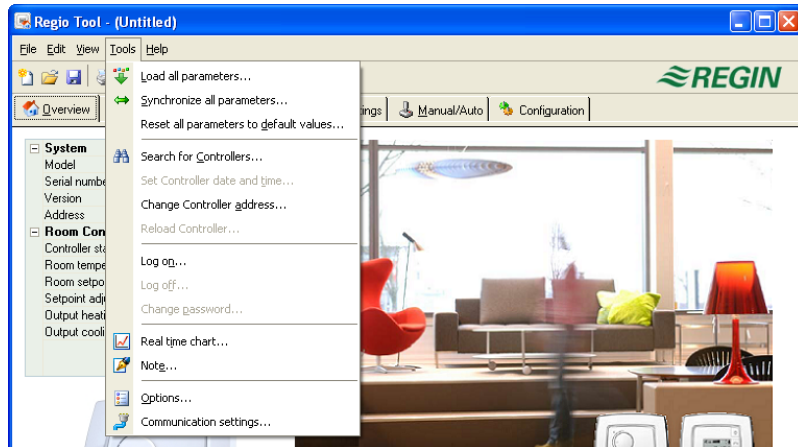 Regio Tool - (Untitled)
File Edit View Tools Help
REGIN
Overview
Manual/Auto
Configuration
Load all parameters...
Synchronize all parameters...
Reset all parameters to default values...
Search for Controllers...
Set Controller date and time...
Change Controller address...
Reload Controller...
Log on...
Log off...
Change password...
Real time chart...
Note...
Options...
Communication settings...
System
Model
Serial numbe
Version
Address
Room Con
Controller sta
Room tempe
Room setpo
Setpoint adj
Output heati
Output cooli